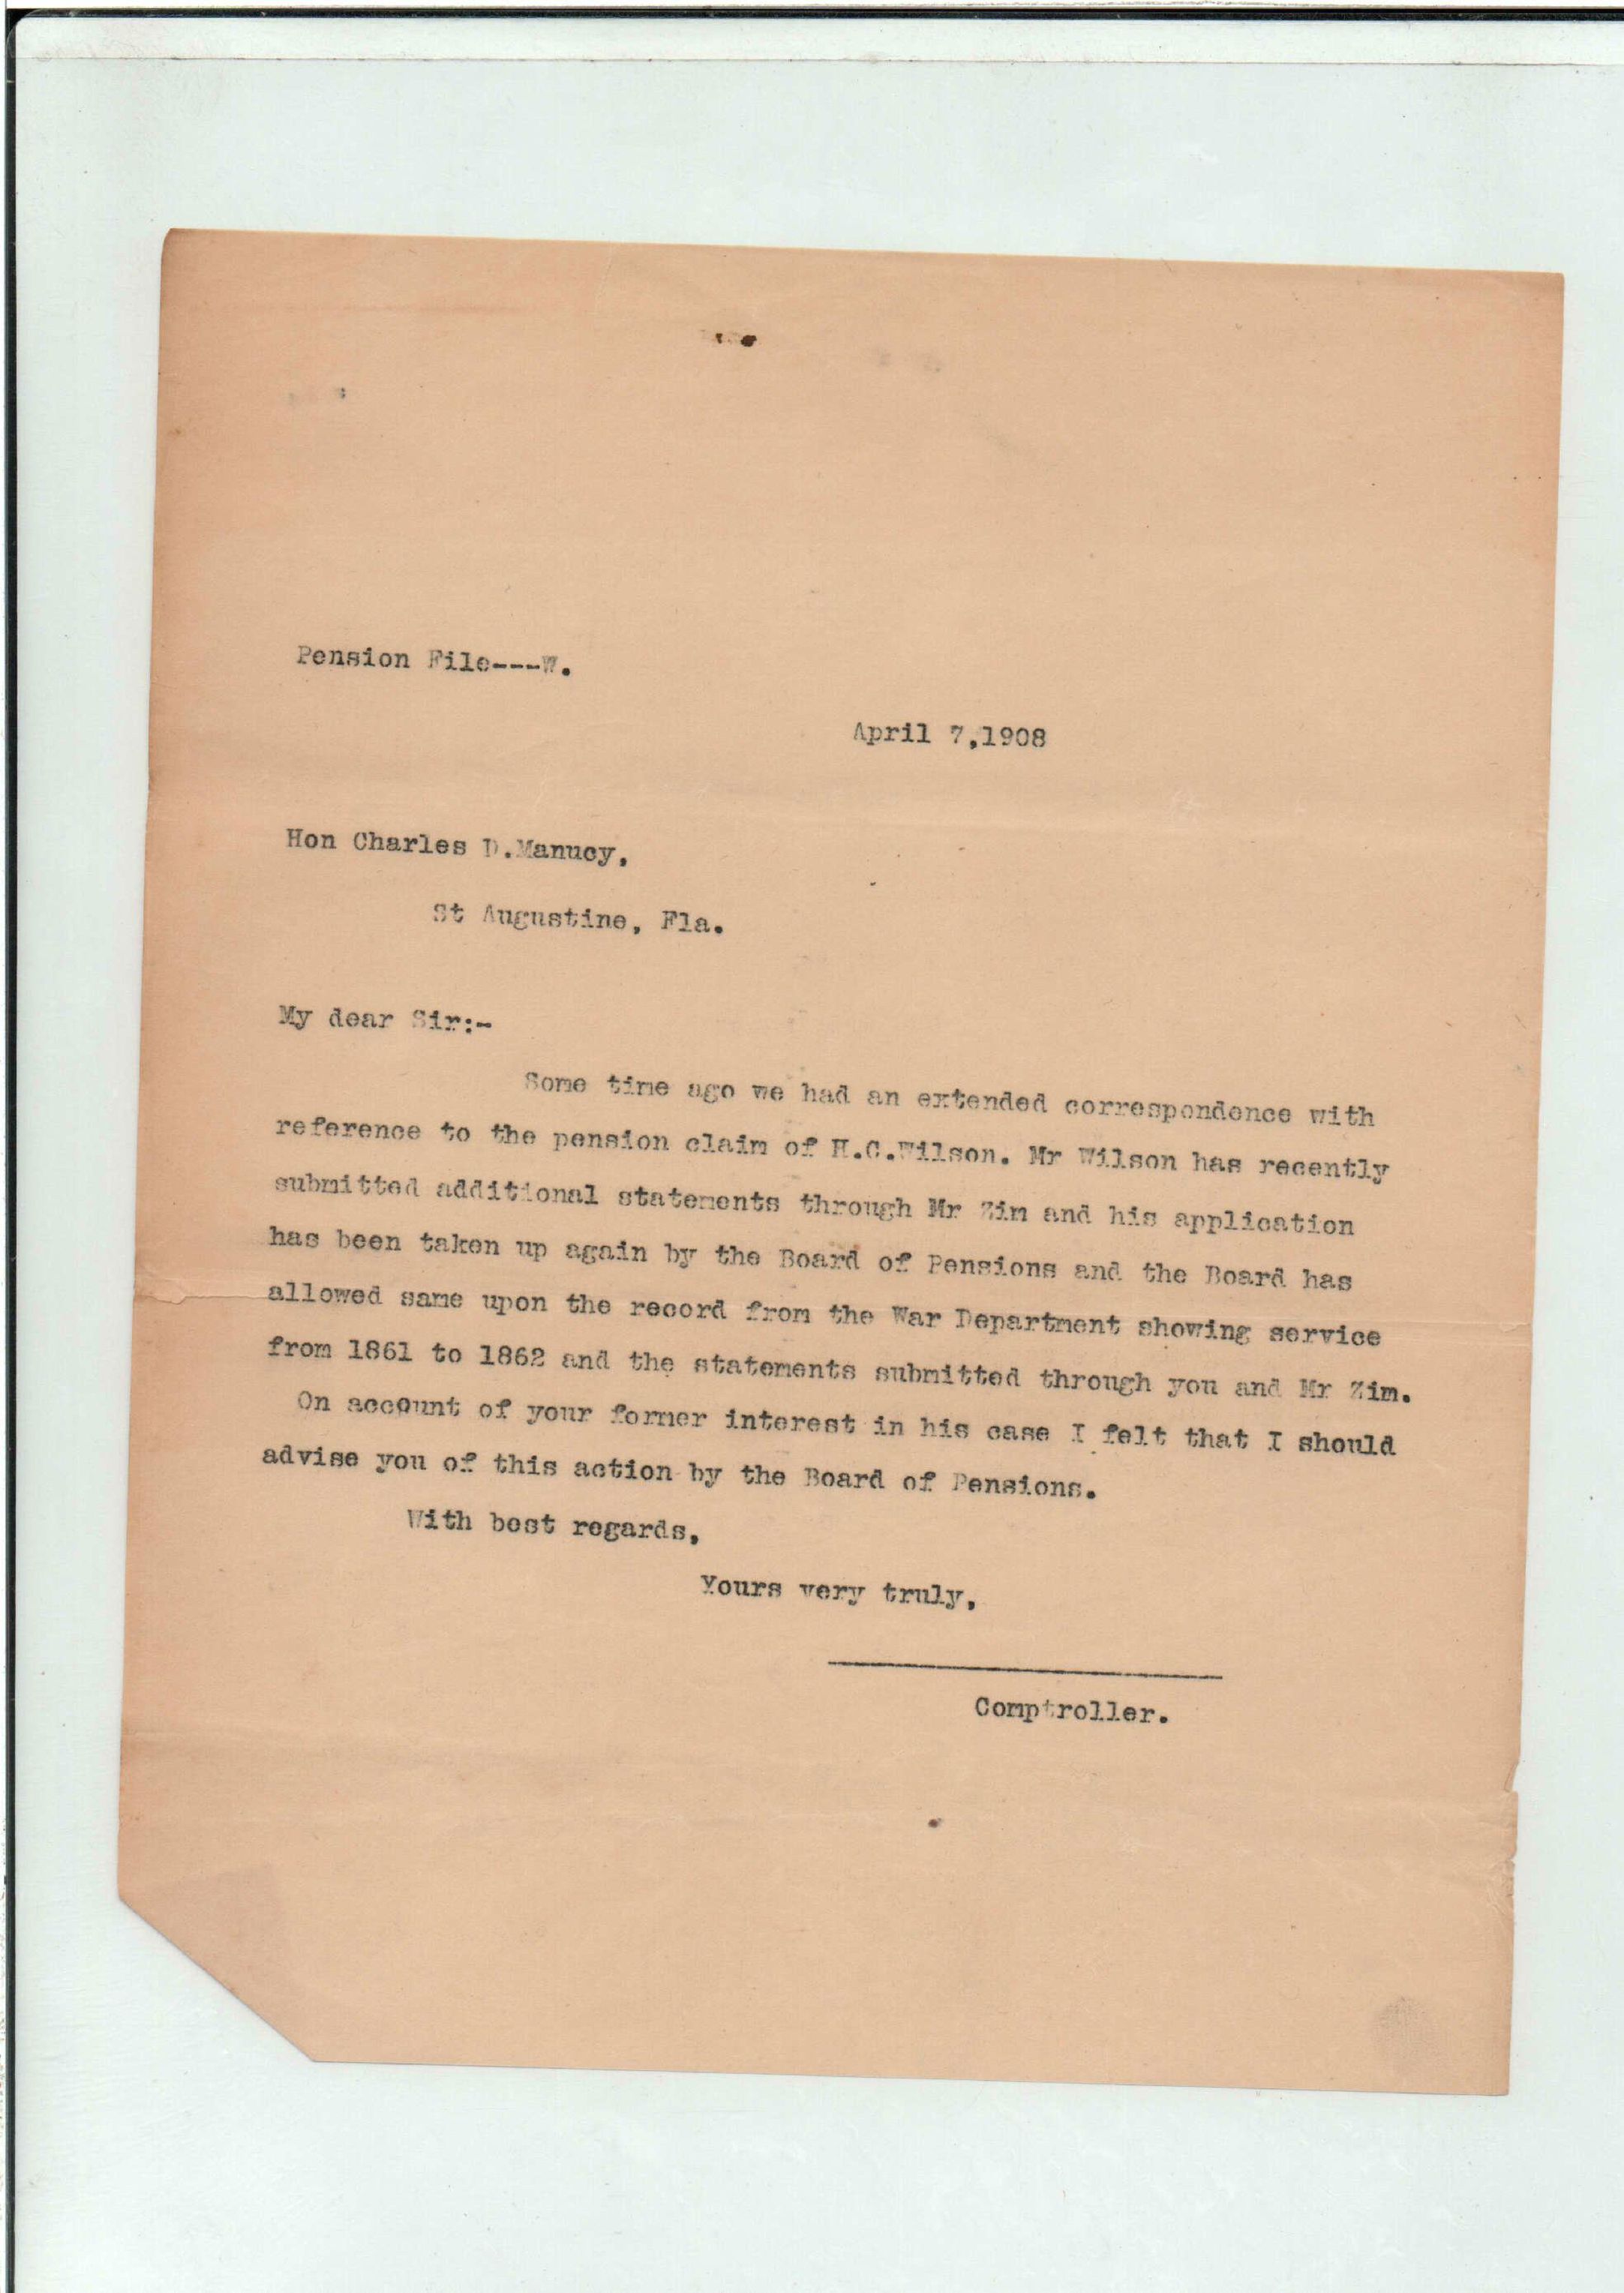 Pension File---W.
April 7,1908
Hon Charles D.Manucy,
St Augustine, Fla.
My dear Sir:-
Some time ago we had an extended correspondence with
reference to the pension claim of H.C.Wilson. Mr Wilson has recently
submitted additional statements through Mr Zim and his application
has been taken up again by the Board of Pensions and the Board has
allowed same upon the record from the War Department showing service
from 1861 to 1862 and the statements submitted through you and Mr Zim.
On account of your former interest in his case I felt that I should
advise you of this action by the Board of Pensions.
With best regards,
Yours very truly,
Comptroller.